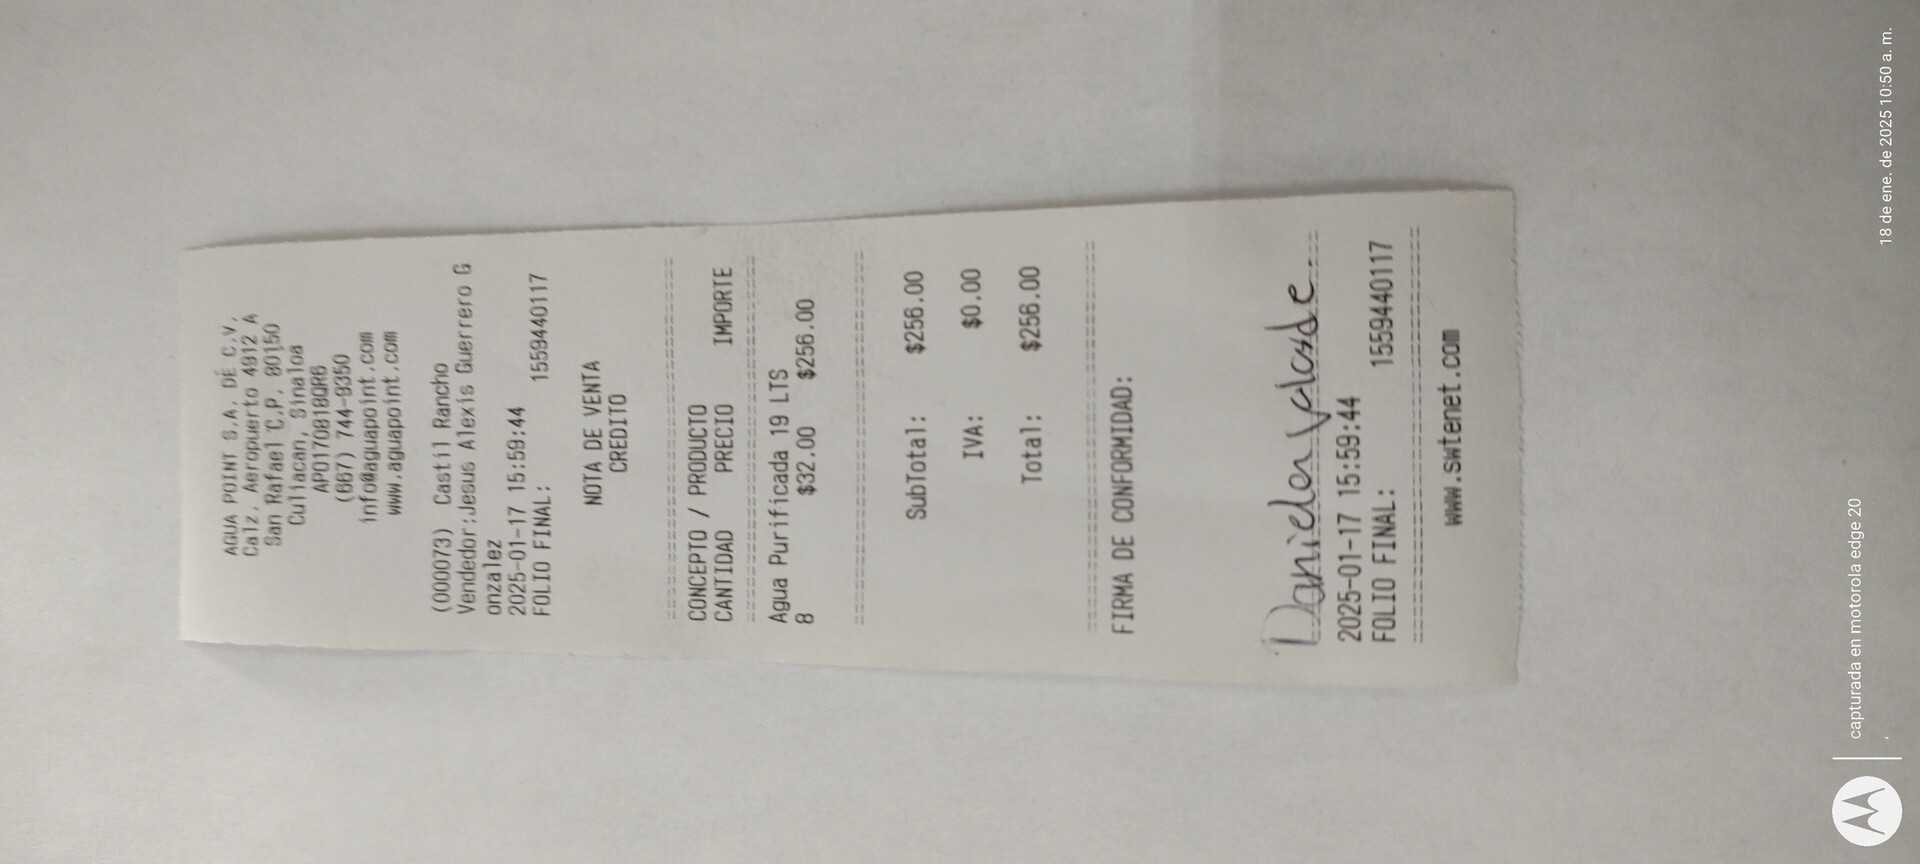 AGUA POINT S.A. DE C.V.
Calz. Aeropuerto 4912 A
San Rafael C.P. 80150
Culiacan, Sinaloa
APO170818QR6
(667) 744-9350
info@aguapoint.com
www.aguapoint.com
(000073) Castil Rancho
Vendedor:Jesus Alexis Guerrero G
onzalez
2025-01-17 15:59:44
FOLIO FINAL: 1559440117
NOTA DE VENTA
CREDITO
CONCEPTO / PRODUCTO
CANTIDAD PRECIO IMPORTE
Agua Purificada 19 LTS
8 $32.00 $256.00
SubTotal: $256.00
IVA: $0.00
Total: $256.00
FIRMA DE CONFORMIDAD:
Daniela
2025-01-17 15:59:44
FOLIO FINAL: 1559440117
www.swtenet.com
capturada en motorola edge 20
,
18 de ene. de 2025 10:50 a. m.